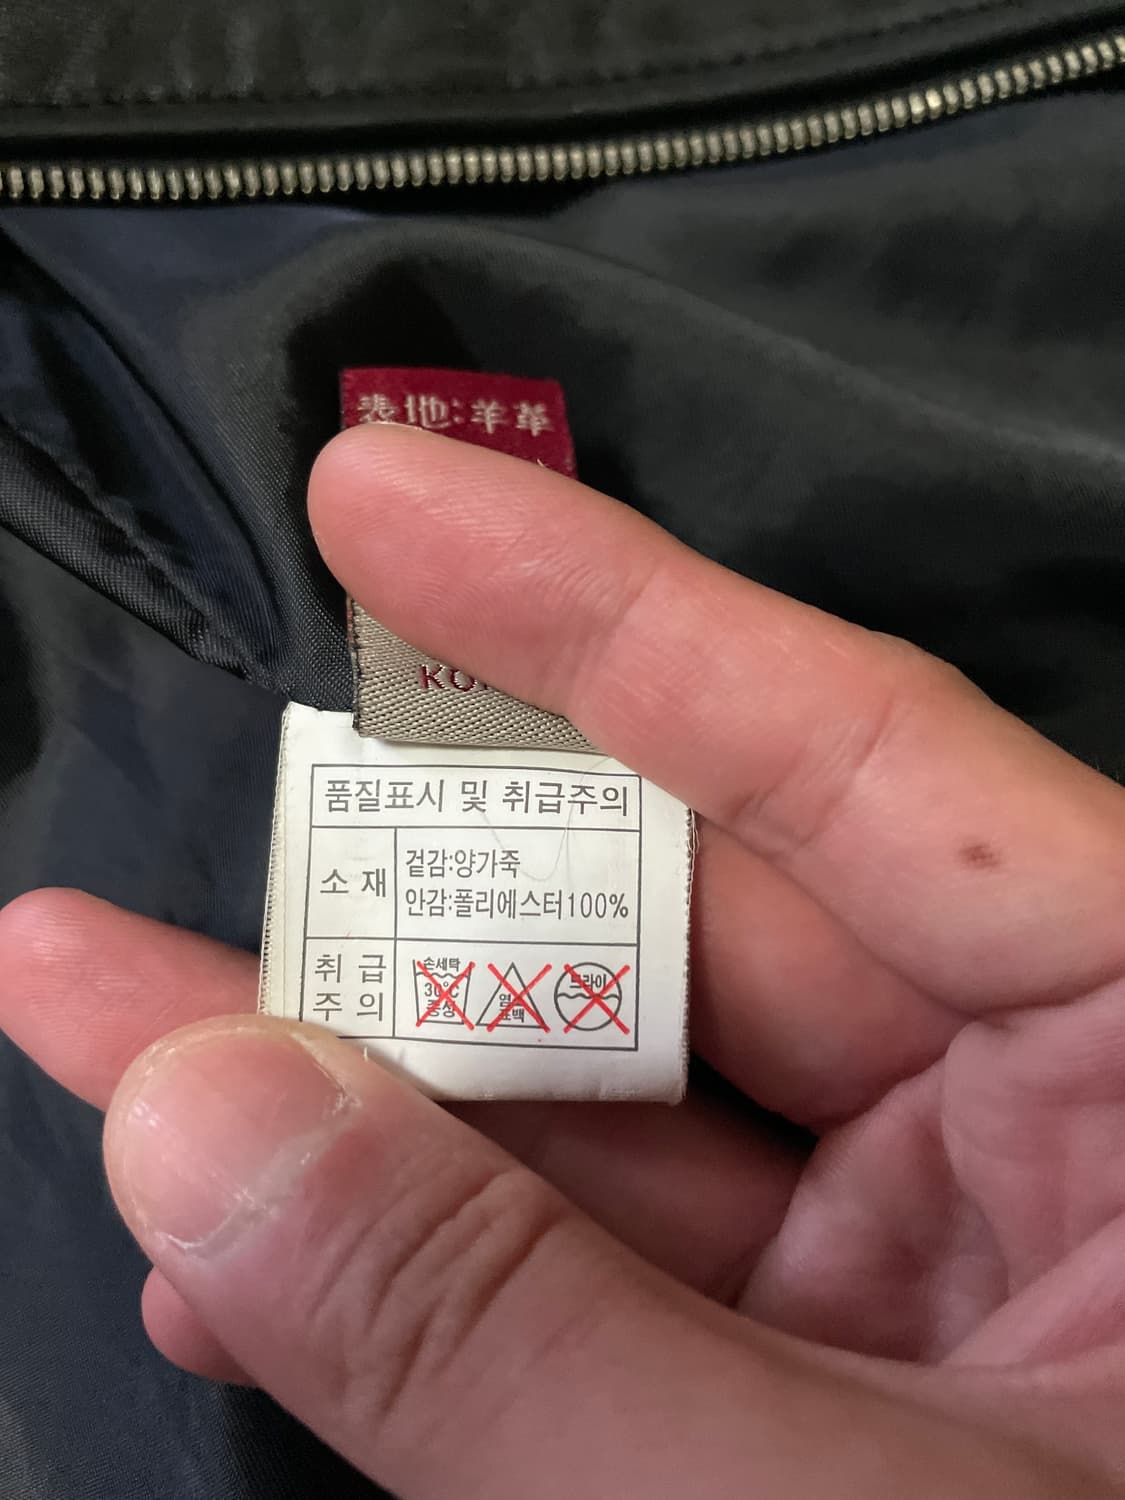 表地:羊革
품질표시 및 취급주의
소 재
겉감:양가죽
안감:폴리에스터100%
취 급
주 의
손세탁
30℃
중성
염소
표백
드라이